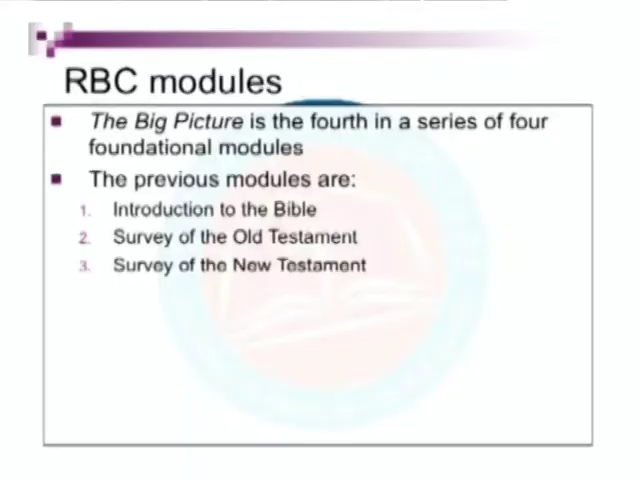 RBC modules
The Big Picture is the fourth in a series of four
foundational modules
The previous modules are:
1. Introduction to the Bible
2. Survey of the Old Testament
3. Survey of the New Testament